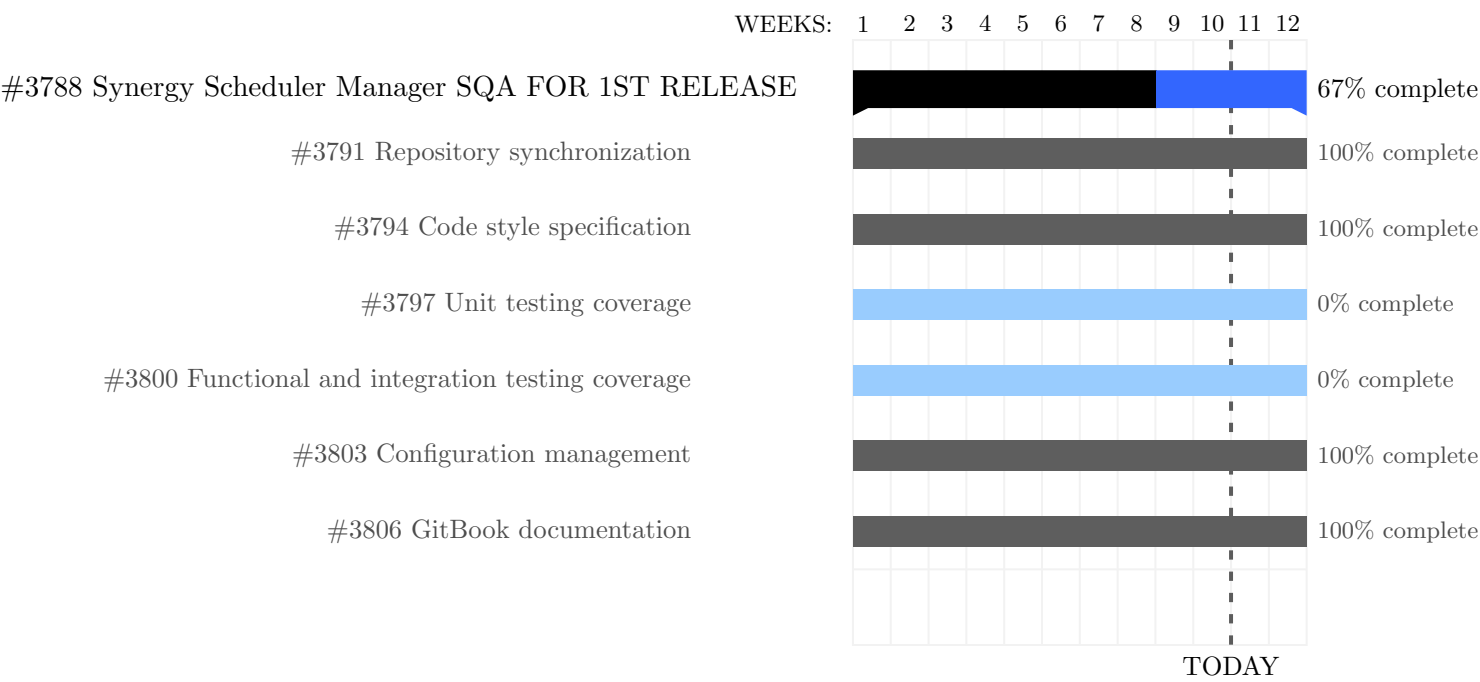 WEEKS: 1 2 3 4 5 6 7 8 9 10 11 12
#3788 Synergy Scheduler Manager SQA FOR 1ST RELEASE 67% complete
#3791 Repository synchronization 100% complete
#3794 Code style specification 100% complete
#3797 Unit testing coverage 0% complete
#3800 Functional and integration testing coverage 0% complete
#3803 Configuration management 100% complete
#3806 GitBook documentation 100% complete
TODAY